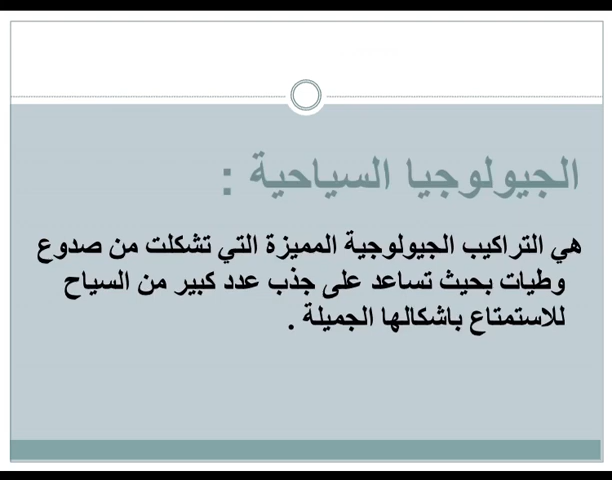 الجيولوجيا السياحية :
هي التراكيب الجيولوجية المميزة التي تشكلت من صدوع
وطيات بحيث تساعد على جذب عدد كبير من السياح
للاستمتاع باشكالها الجميلة .